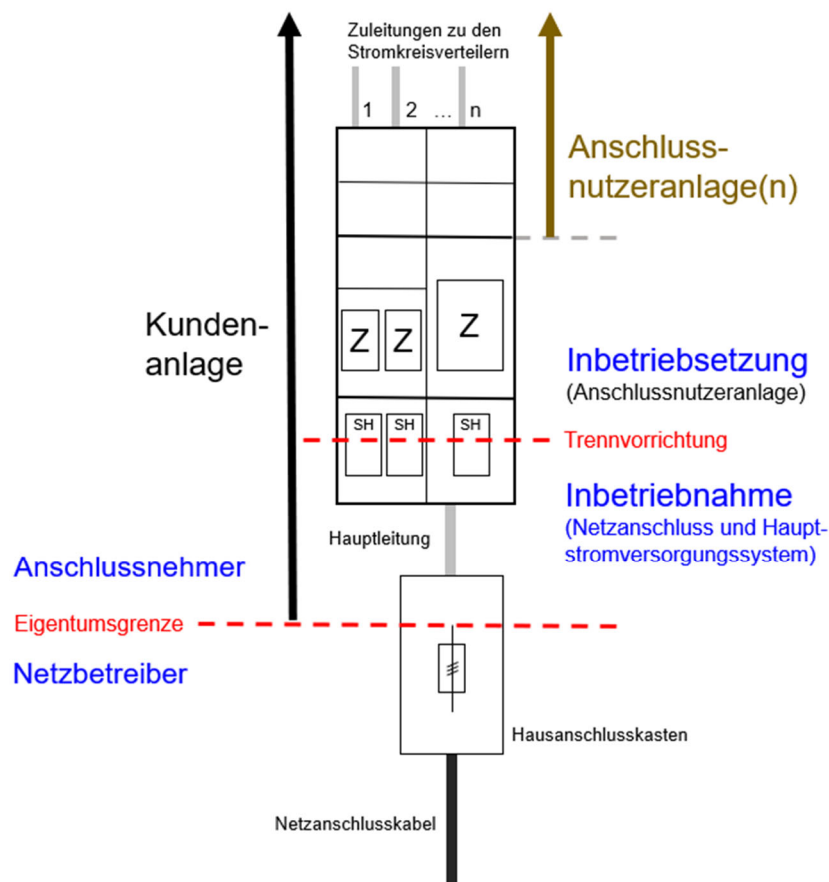 Zuleitungen zu den
Stromkreisverteilern
1 2 ... n
Anschluss-
nutzeranlage(n)
Kunden-
anlage
Z Z Z
Inbetriebsetzung
(Anschlussnutzeranlage)
SH SH SH
Trennvorrichtung
Inbetriebnahme
(Netzanschluss und Haupt-
stromversorgungssystem)
Hauptleitung
Anschlussnehmer
Eigentumsgrenze
Netzbetreiber
Hausanschlusskasten
Netzanschlusskabel